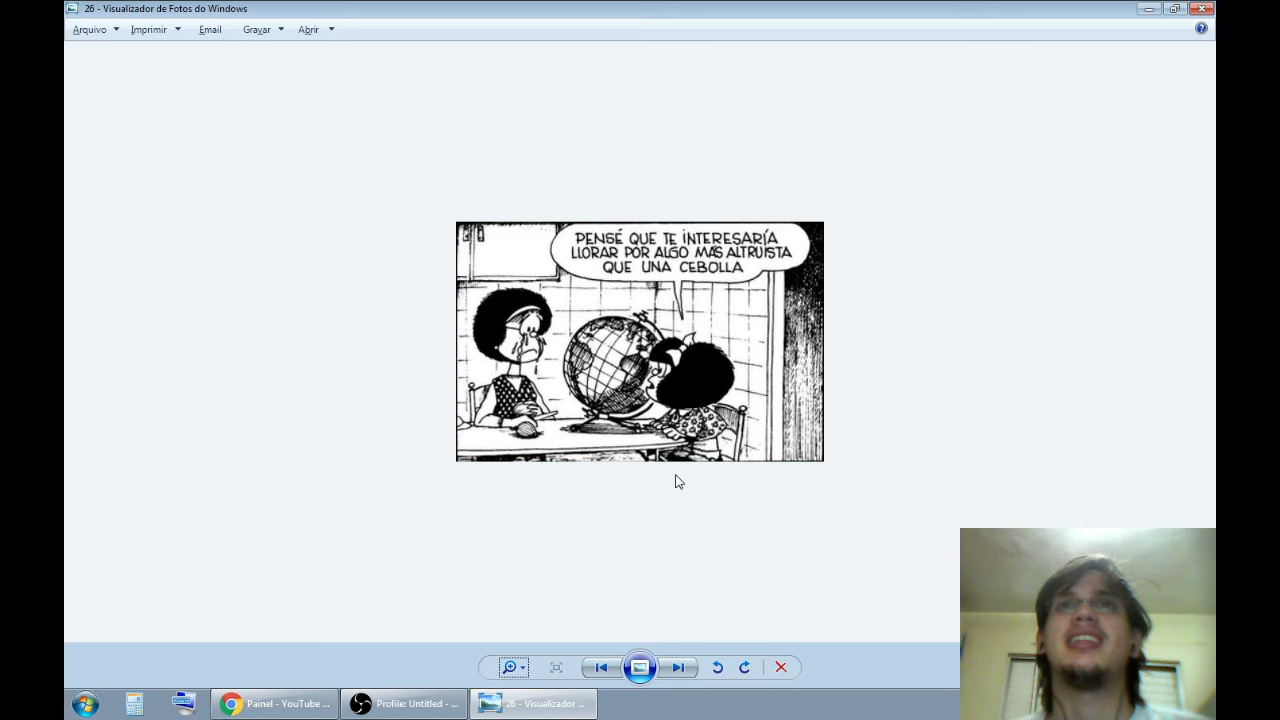 26 - Visualizador de Fotos do Windows
Arquivo Imprimir Email Gravar Abrir
PENSÉ QUE TE INTERESARÍA
LLORAR POR ALGO MÁS ALTRUISTA
QUE UNA CEBOLLA
Painel - YouTube ... Profile: Untitled - ... 26 - Visualizador ...